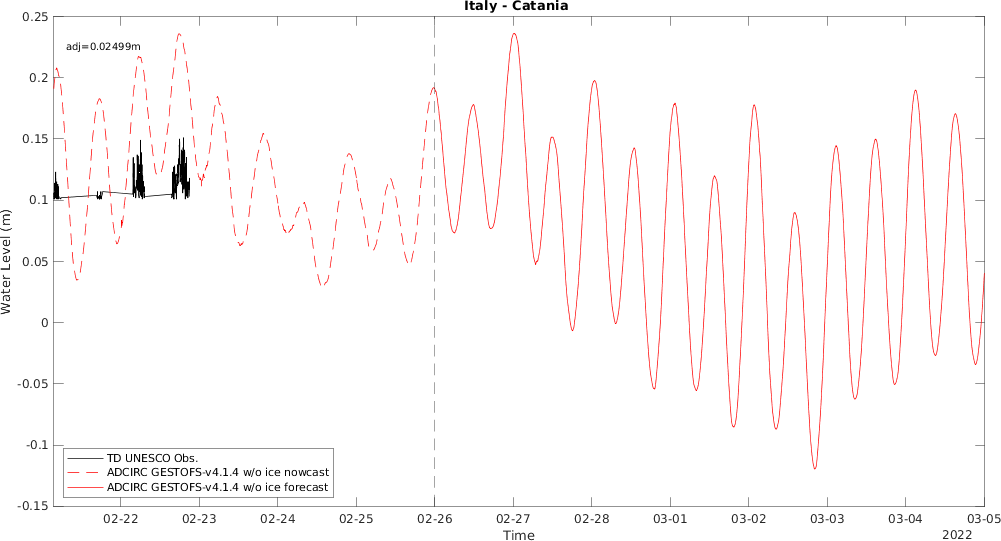 Italy - Catania
adj=0.02499m
0.25
0.2
0.15
0.1
0.05
0
-0.05
-0.1
-0.15
Water Level (m)
TD UNESCO Obs.
ADCIRC GESTOFS-v4.1.4 w/o ice nowcast
ADCIRC GESTOFS-v4.1.4 w/o ice forecast
02-22 02-23 02-24 02-25 02-26 02-27 02-28 03-01 03-02 03-03 03-04 03-05
Time
2022